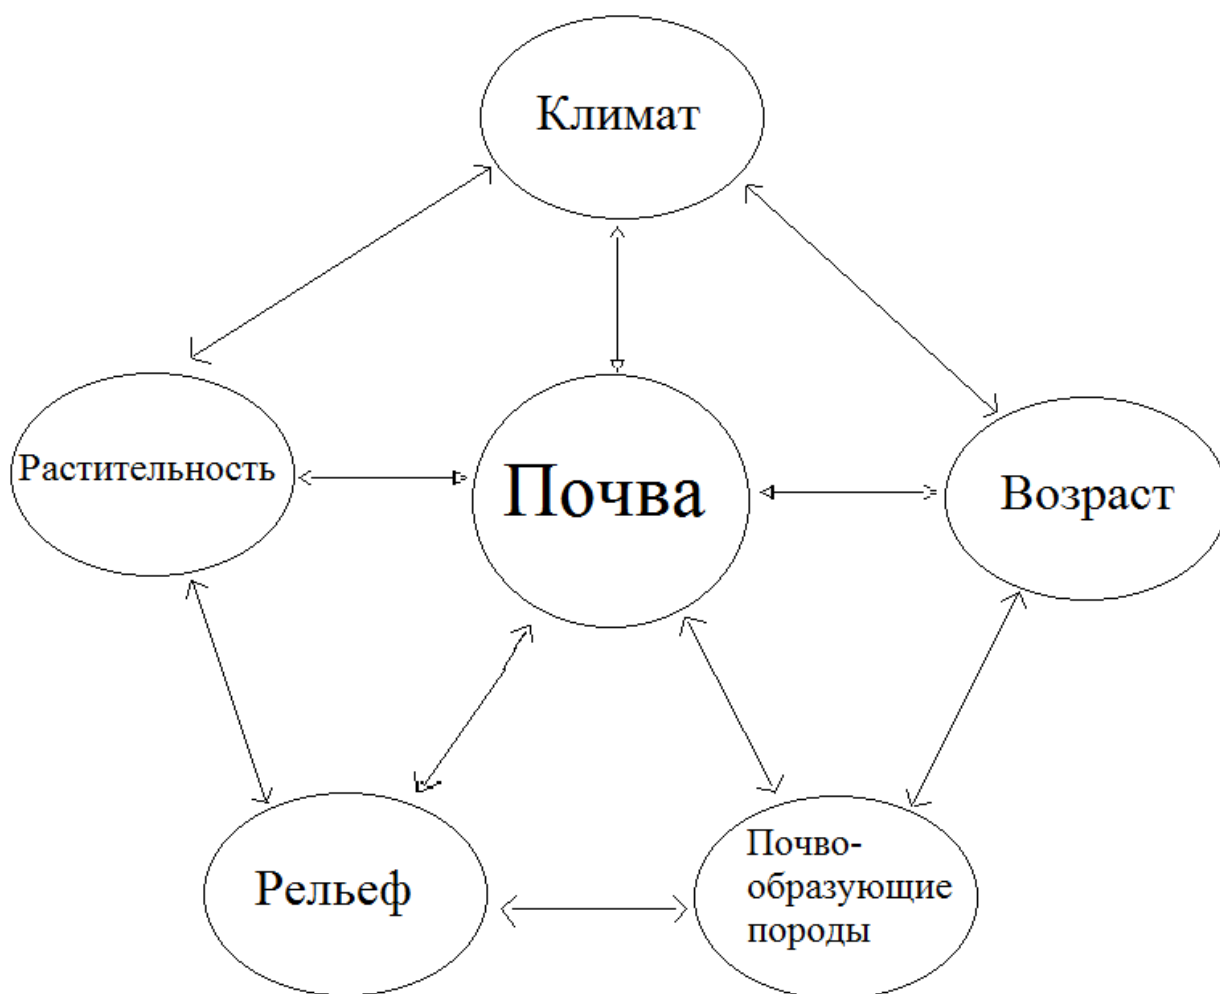 Климат
Растительность
Почва
Возраст
Рельеф
Почво-
образующие
породы